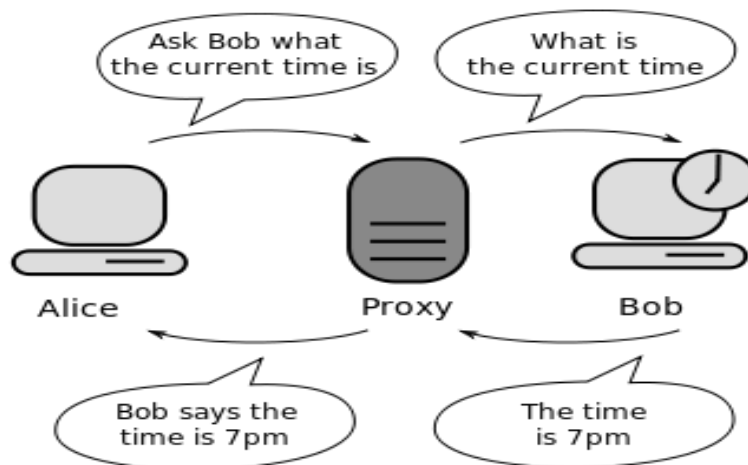 Ask Bob what
the current time is
What is
the current time
Alice
Proxy
Bob
Bob says the
time is 7pm
The time
is 7pm